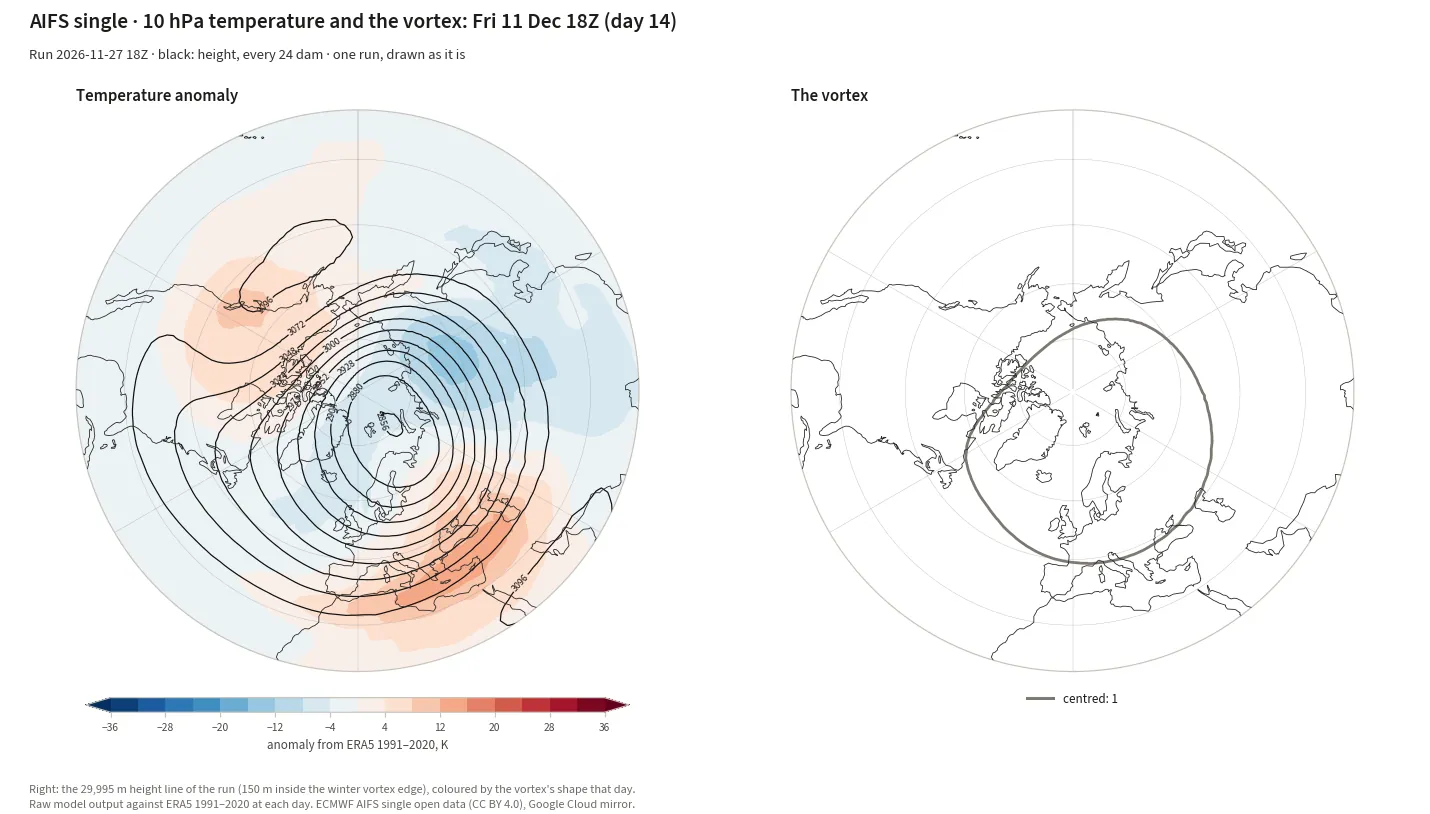 AIFS single · 10 hPa temperature and the vortex: Fri 11 Dec 18Z (day 14)
Run 2026-11-27 18Z · black: height, every 24 dam · one run, drawn as it is
Temperature anomaly
The vortex
3096
3072
3048
3000
2928
2880
2856
3096
−36 −28 −20 −12 −4 4 12 20 28 36
anomaly from ERA5 1991–2020, K
centred: 1
Right: the 29,995 m height line of the run (150 m inside the winter vortex edge), coloured by the vortex's shape that day.
Raw model output against ERA5 1991–2020 at each day. ECMWF AIFS single open data (CC BY 4.0), Google Cloud mirror.